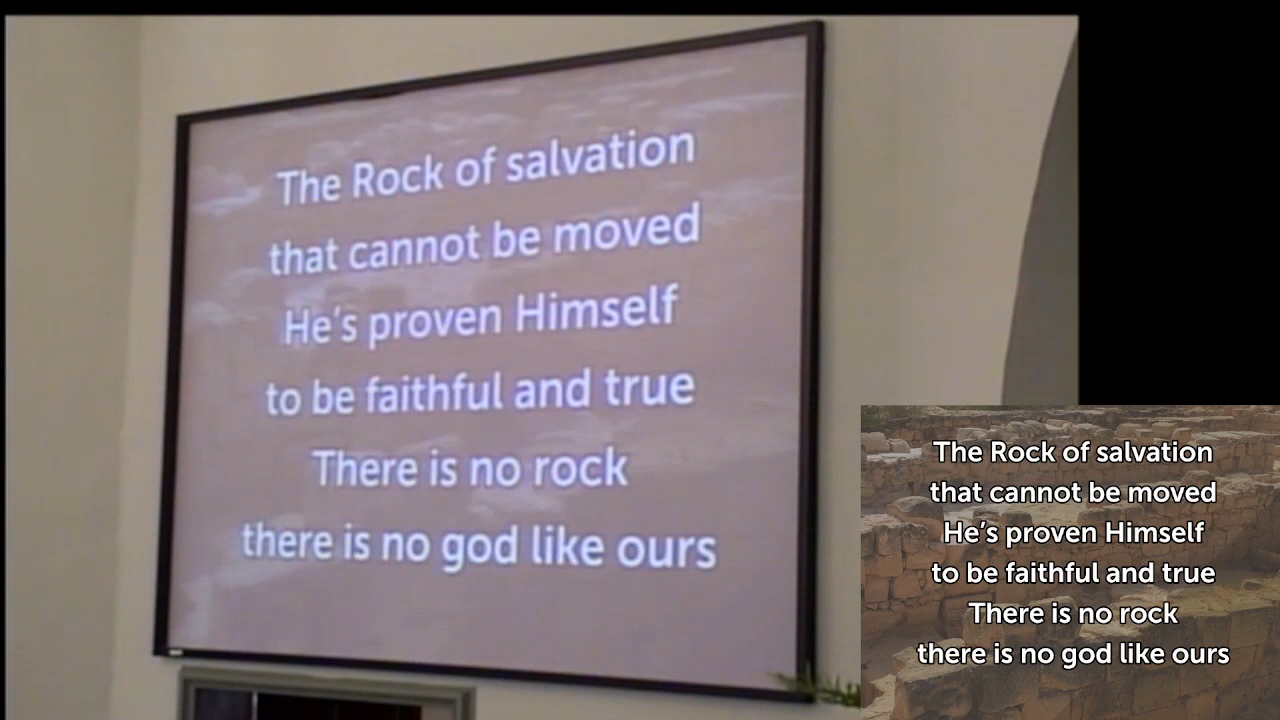 The Rock of salvation
that cannot be moved
He's proven Himself
to be faithful and true
There is no rock
there is no god like ours
The Rock of salvation
that cannot be moved
He's proven Himself
to be faithful and true
There is no rock
there is no god like ours